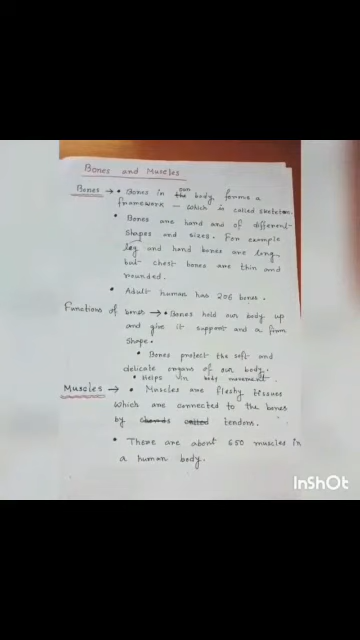 Bones and Muscles
Bones → • Bones in the our body forms a
framework - which is called skeleton.
• Bones are hard and of different
shapes and sizes. For example
leg and hand bones are long
but chest bones are thin and
rounded.
• Adult human has 206 bones.
Functions of bones → • Bones hold our body up
and give it support and a firm
shape.
• Bones protect the soft and
delicate organs of our body.
• Helps in body movement.
Muscles → • Muscles are fleshy tissues
which are connected to the bones
by chords called tendons.
• There are about 650 muscles in
a human body.
InShOt